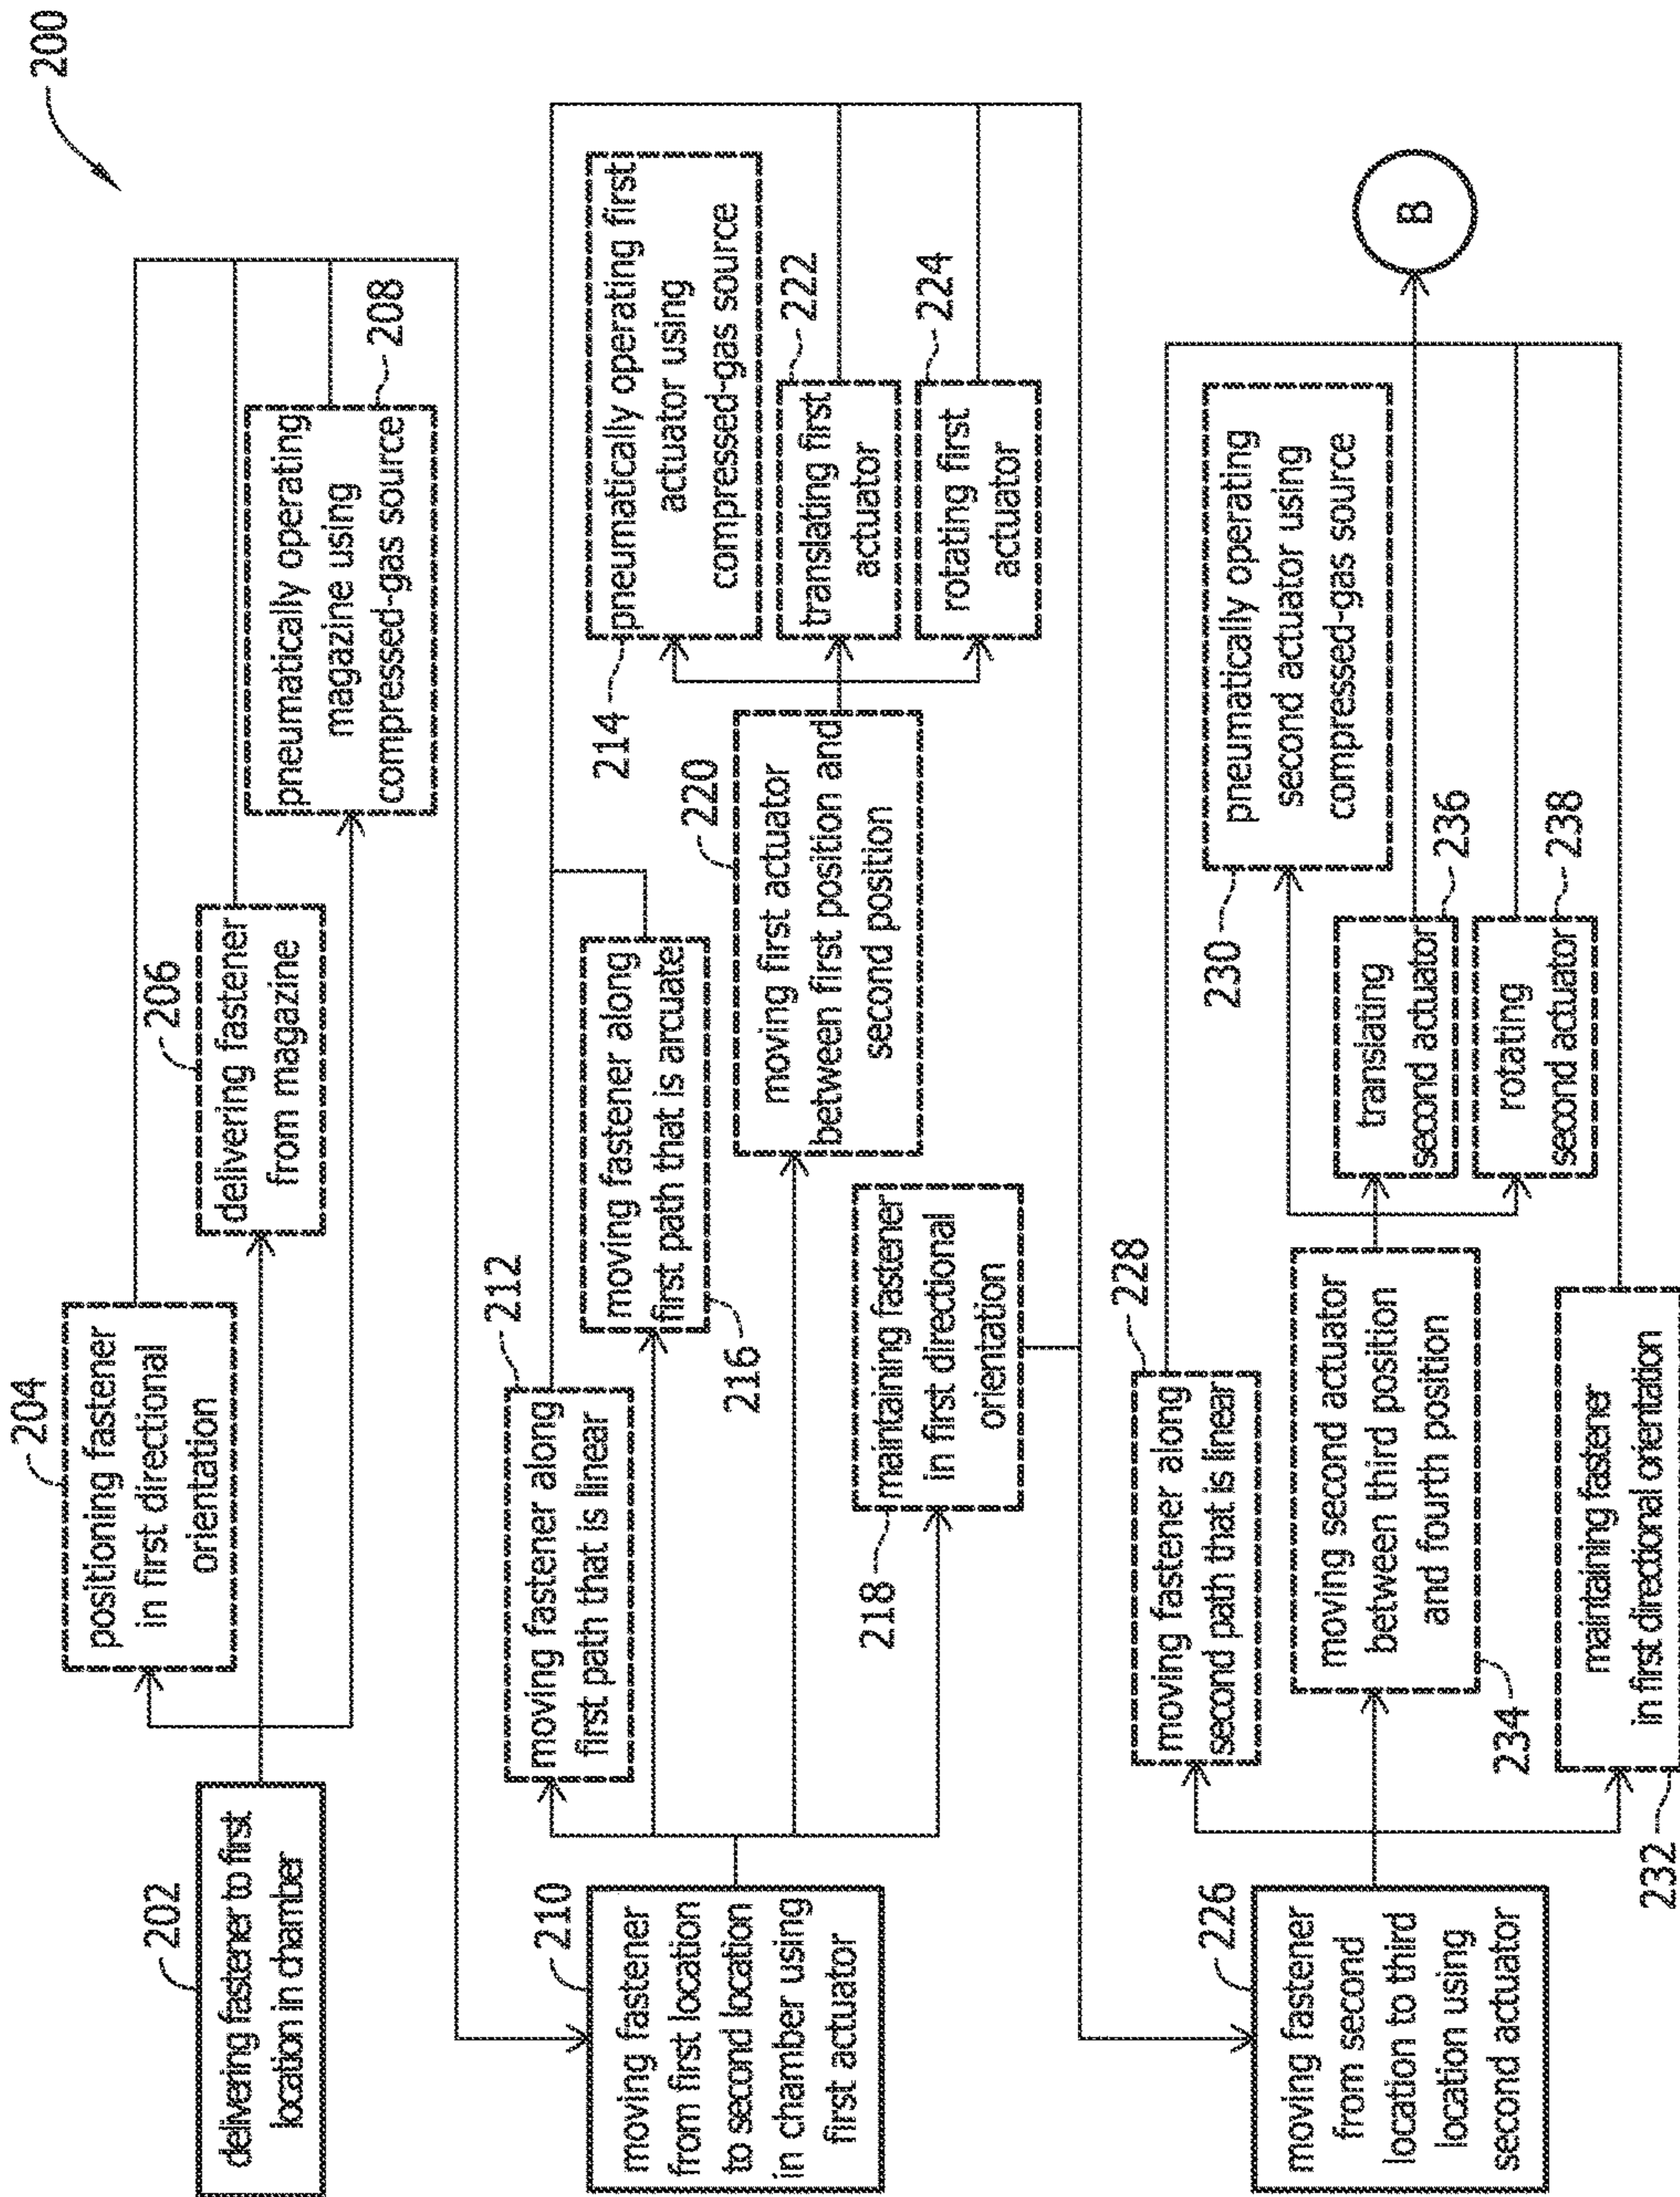 200
202
delivering fastener to first
location in chamber
204
positioning fastener
in first directional
orientation
206
delivering fastener
from magazine
208
pneumatically operating
magazine using
compressed-gas source
210
moving fastener
from first location
to second location
in chamber using
first actuator
212
moving fastener along
first path that is linear
216
moving fastener along
first path that is arcuate
220
moving first actuator
between first position and
second position
214
pneumatically operating first
actuator using
compressed-gas source
222
translating first
actuator
224
rotating first
actuator
218
maintaining fastener
in first directional
orientation
226
moving fastener
from second
location to third
location using
second actuator
228
moving fastener along
second path that is linear
234
moving second actuator
between third position
and fourth position
230
pneumatically operating
second actuator using
compressed-gas source
236
translating
second actuator
238
rotating
second actuator
232
maintaining fastener
in first directional orientation
B